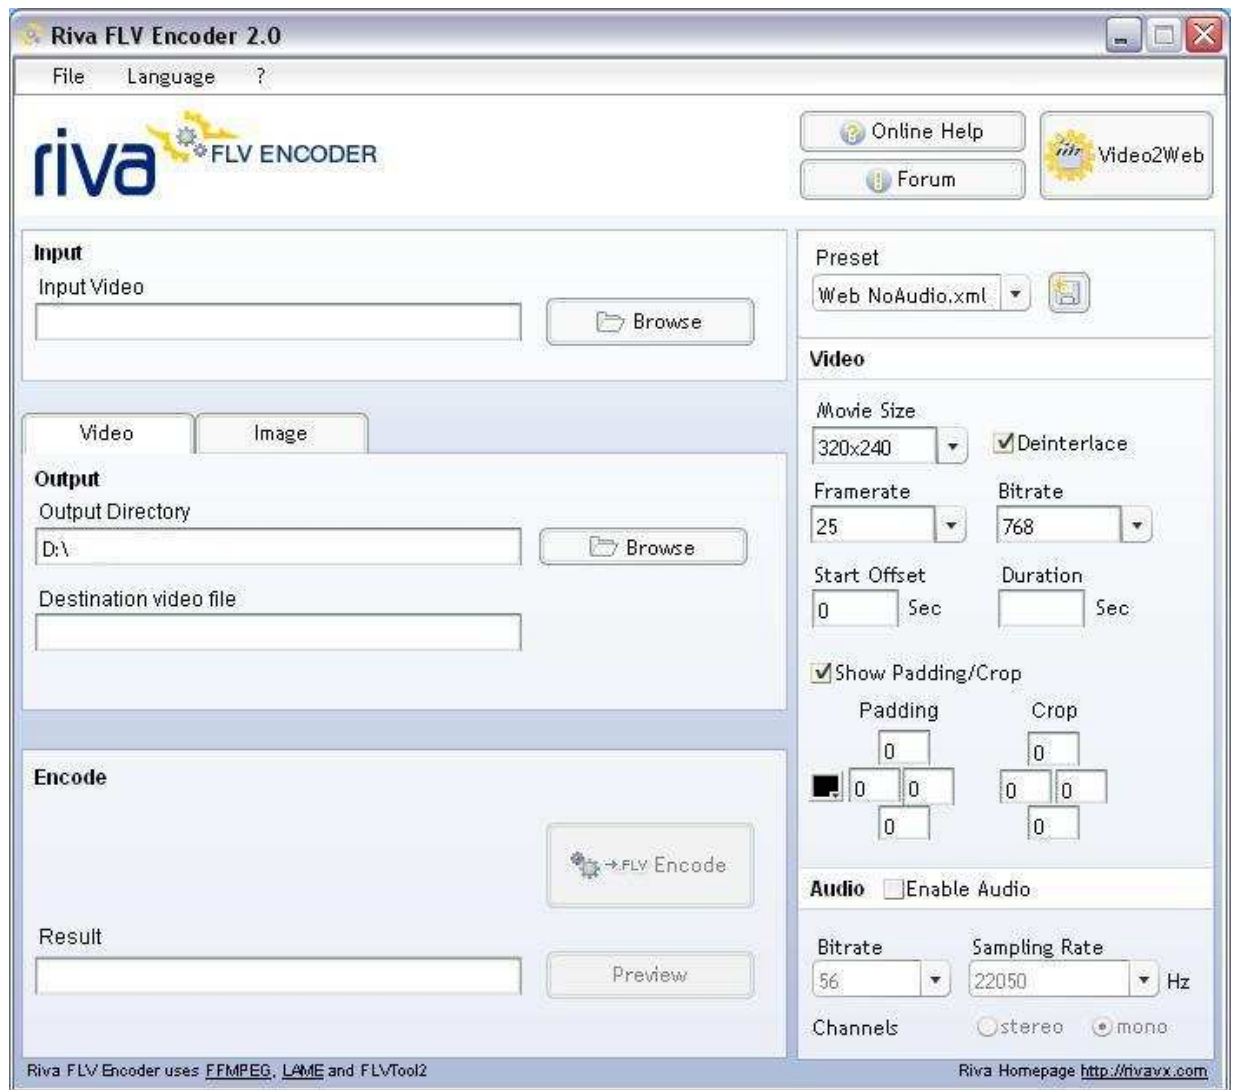 Riva FLV Encoder 2.0
File Language ?
riva FLV ENCODER
Online Help
Forum
Video2Web
Input
Input Video
Browse
Video Image
Output
Output Directory
D:\
Browse
Destination video file
Encode
→.FLV Encode
Result
Preview
Preset
Web NoAudio.xml
Video
Movie Size
320x240
Deinterlace
Framerate Bitrate
25 768
Start Offset Duration
0 Sec Sec
Show Padding/Crop
Padding Crop
0 0
0 0 0 0
0 0
Audio Enable Audio
Bitrate Sampling Rate
56 22050 Hz
Channels stereo mono
Riva FLV Encoder uses FFMPEG, LAME and FLVTool2
Riva Homepage http://rivavx.com